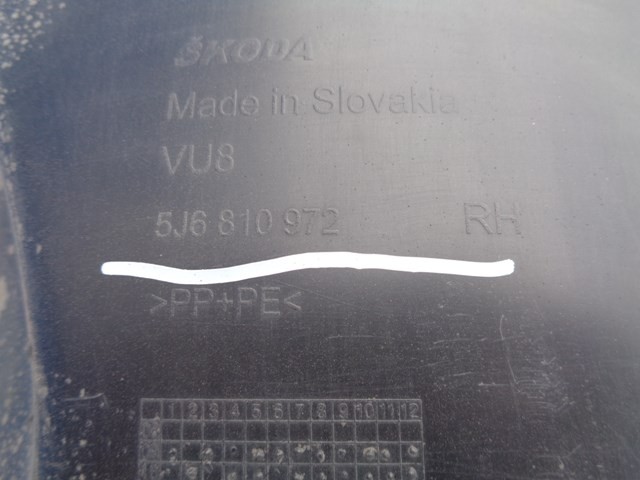 ŠKODA
Made in Slovakia
VU8
5J6 810 972 RH
>PP+PE<
1 2 3 4 5 6 7 8 9 10 11 12